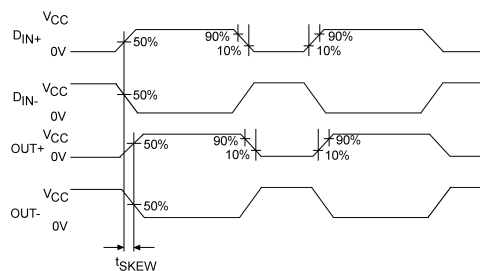 VCC
DIN+
0V
50%
90%
10%
90%
10%
VCC
DIN-
0V
50%
VCC
OUT+
0V
50%
90%
10%
90%
10%
VCC
OUT-
0V
50%
tSKEW